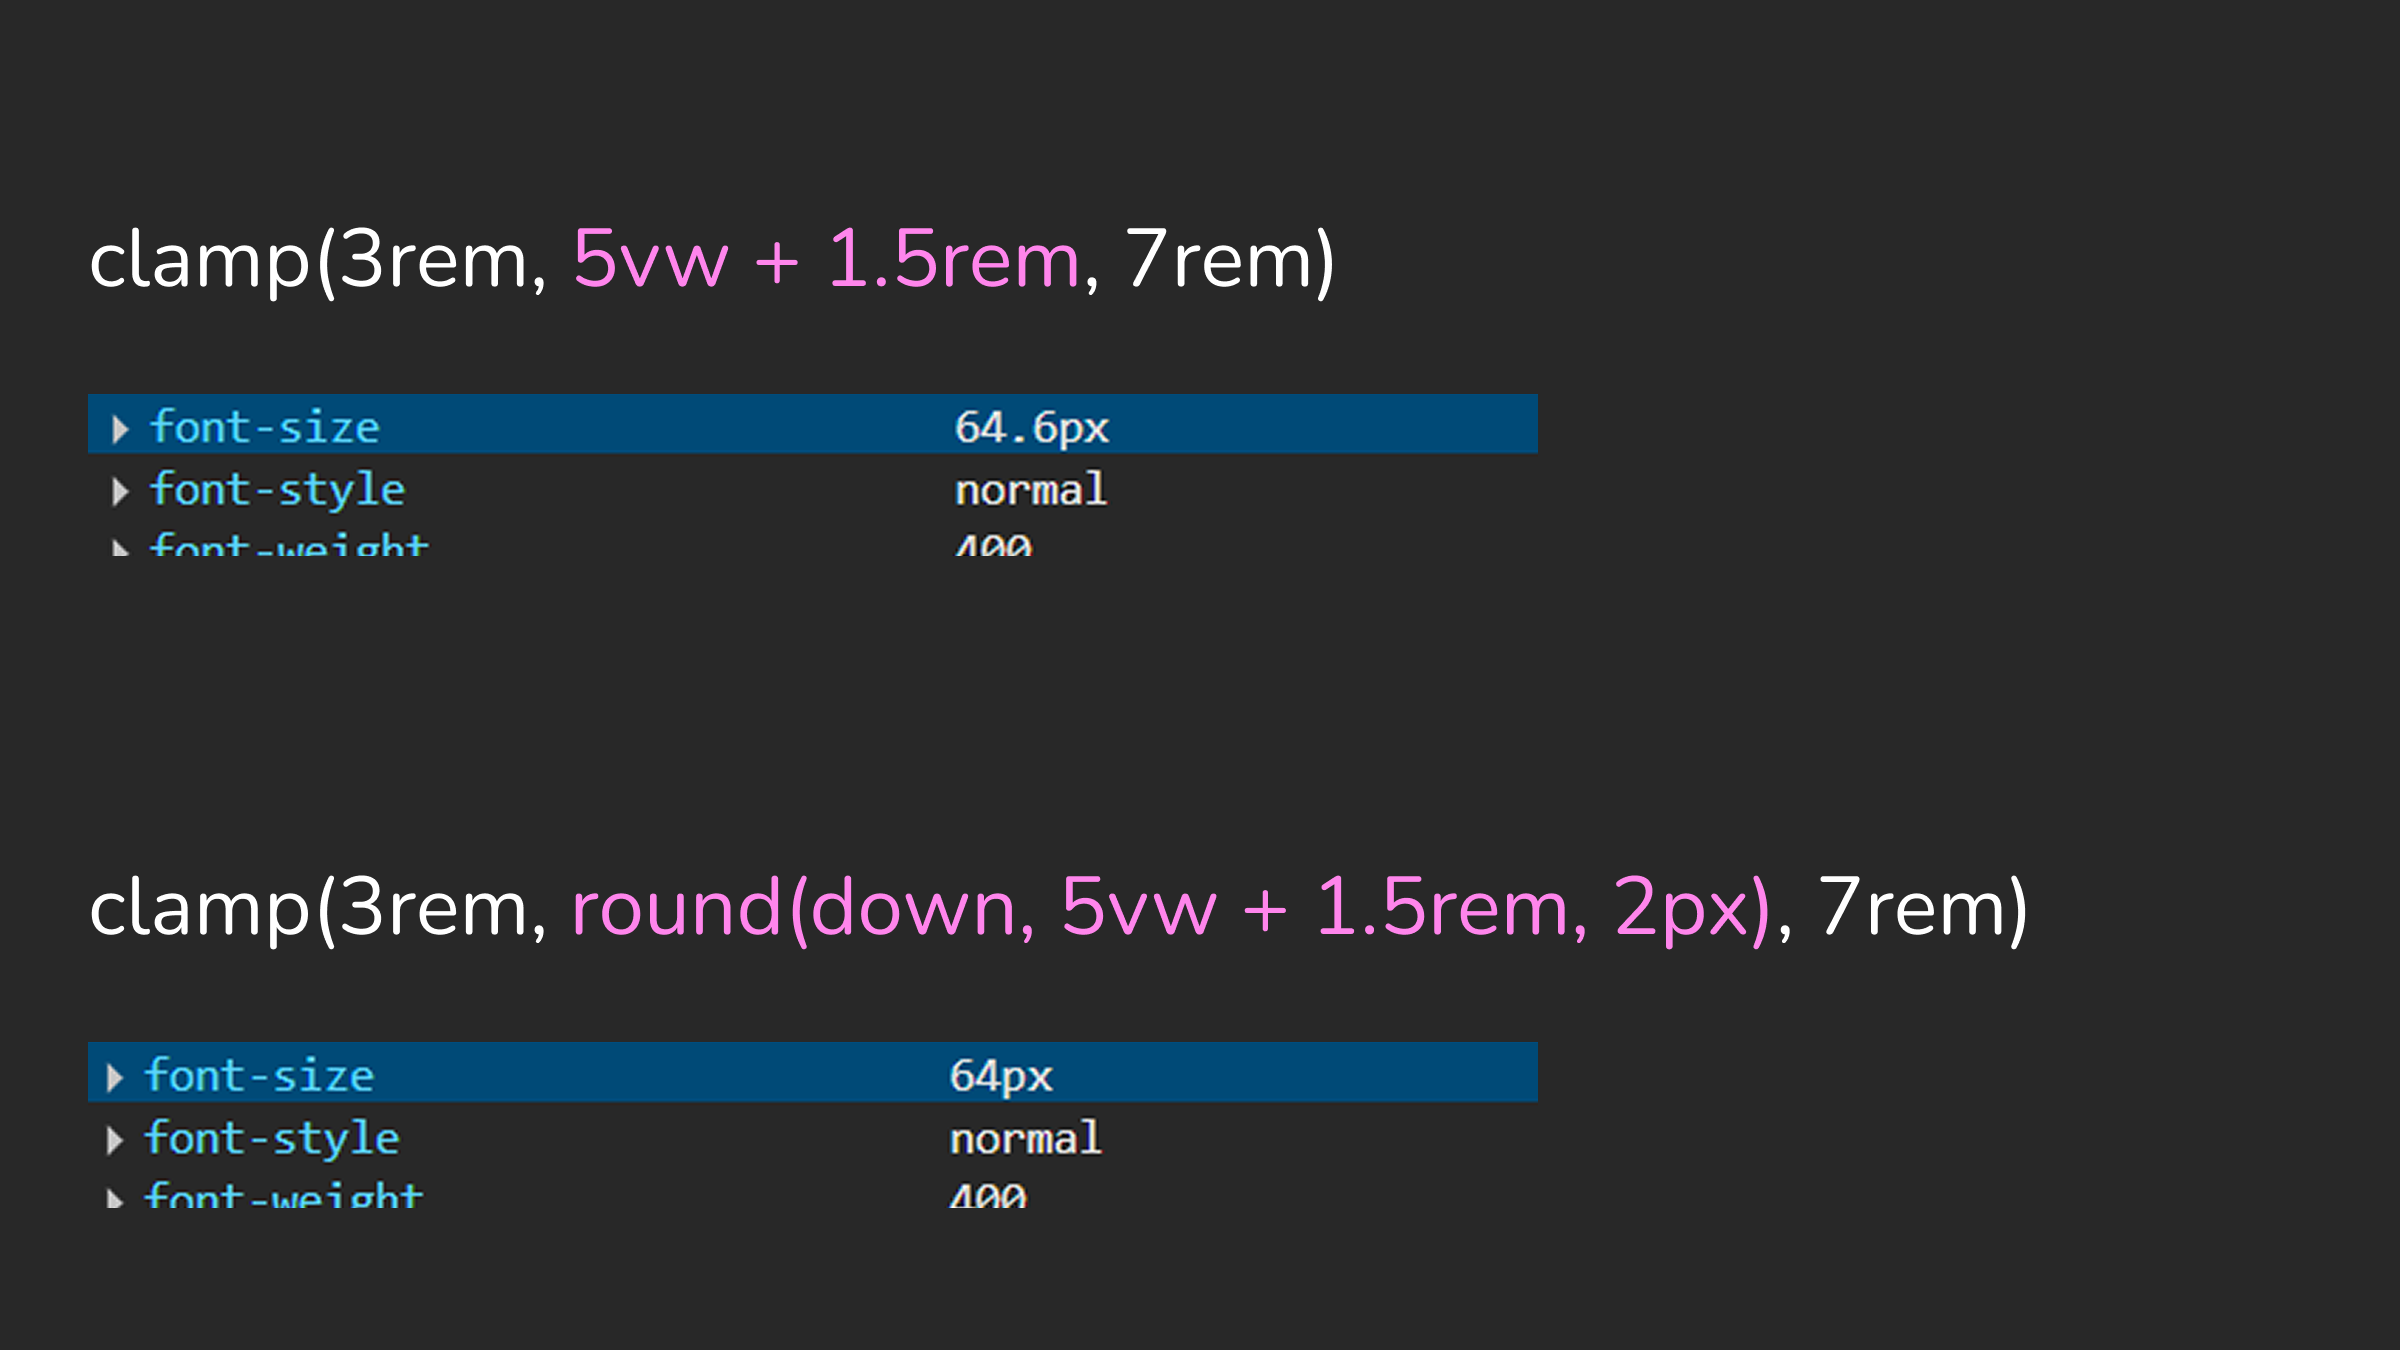 clamp(3rem, 5vw + 1.5rem, 7rem)
font-size 64.6px
font-style normal
font-weight 400
clamp(3rem, round(down, 5vw + 1.5rem, 2px), 7rem)
font-size 64px
font-style normal
font-weight 400